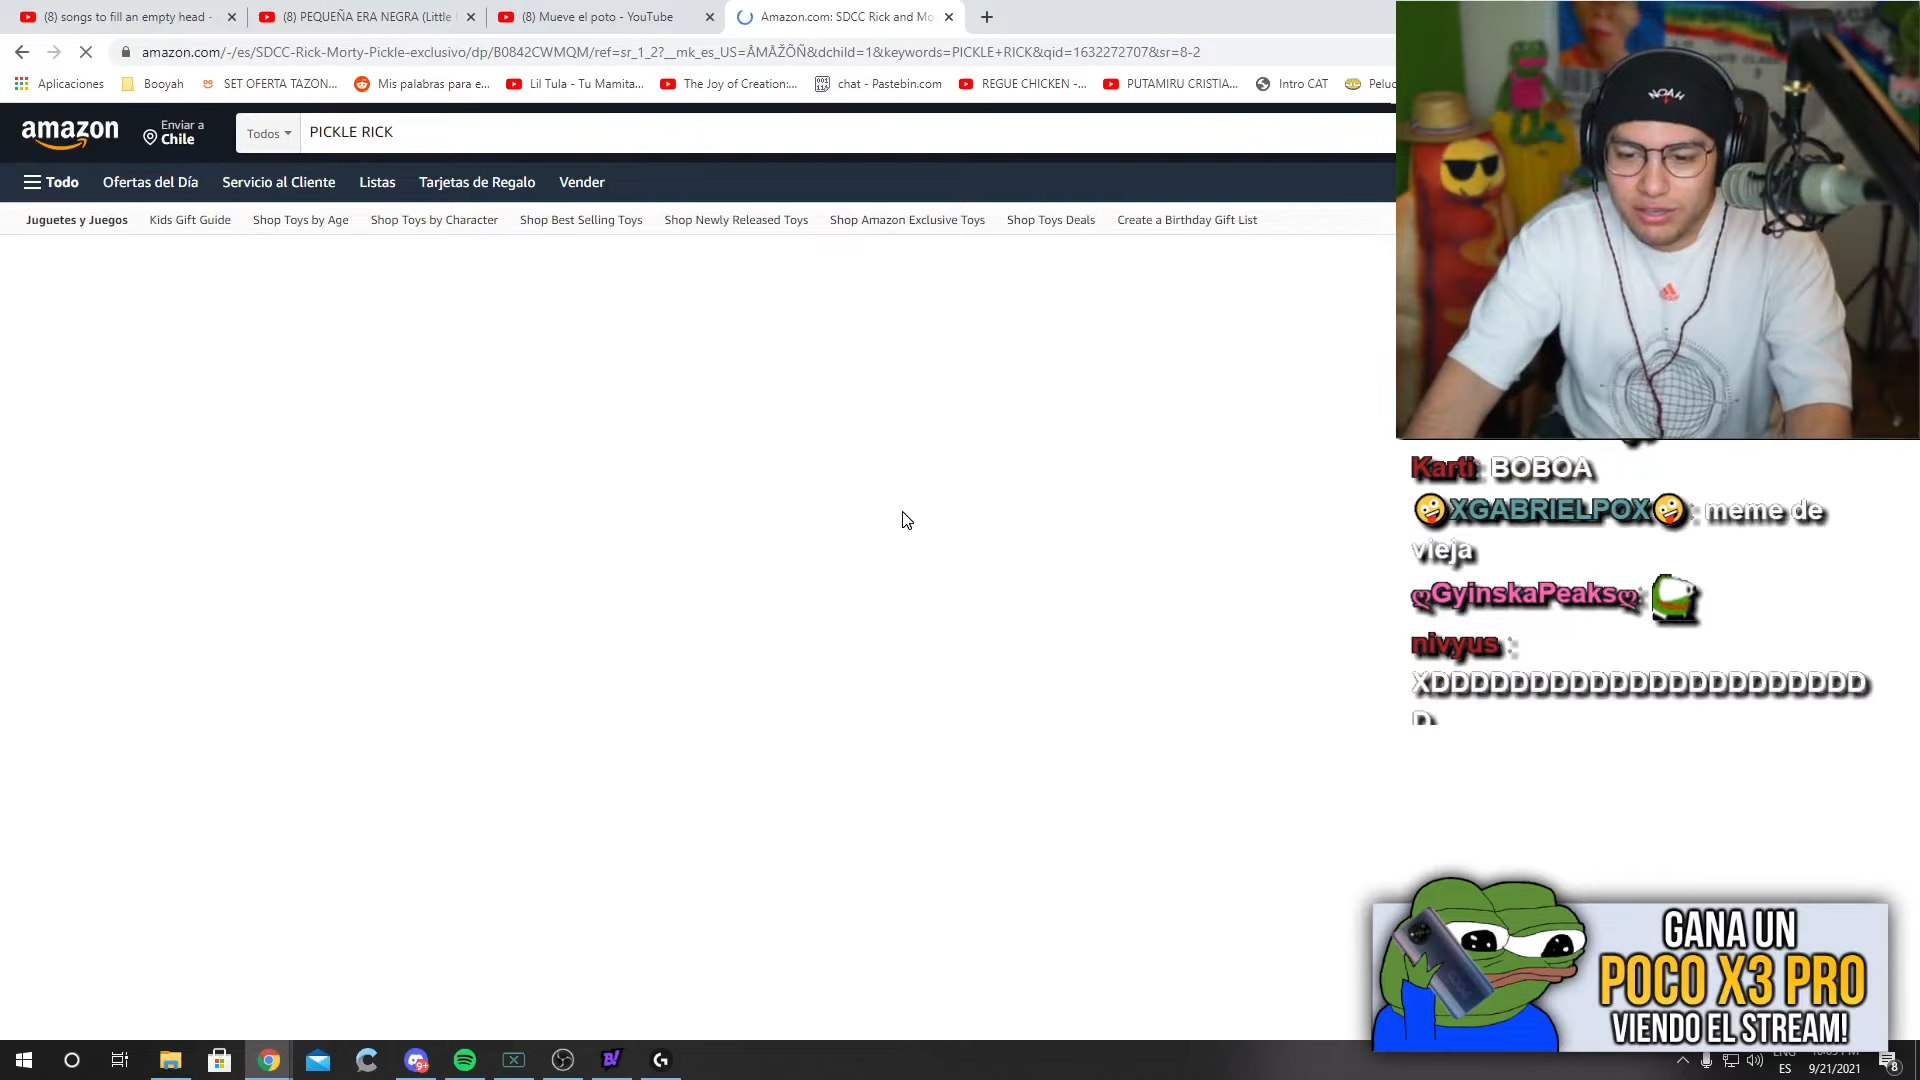 (8) songs to fill an empty head -
(8) PEQUEÑA ERA NEGRA (Little
(8) Mueve el poto - YouTube
Amazon.com: SDCC Rick and Mo
amazon.com/-/es/SDCC-Rick-Morty-Pickle-exclusivo/dp/B0842CWMQM/ref=sr_1_2?__mk_es_US=ÅMÅŽÕÑ&dchild=1&keywords=PICKLE+RICK&qid=1632272707&sr=8-2
Aplicaciones
Booyah
SET OFERTA TAZON...
Mis palabras para e...
Lil Tula - Tu Mamita...
The Joy of Creation:...
chat - Pastebin.com
REGUE CHICKEN -...
PUTAMIRU CRISTIA...
Intro CAT
Peluc
amazon
Enviar a
Chile
Todos
PICKLE RICK
Todo
Ofertas del Día
Servicio al Cliente
Listas
Tarjetas de Regalo
Vender
Juguetes y Juegos
Kids Gift Guide
Shop Toys by Age
Shop Toys by Character
Shop Best Selling Toys
Shop Newly Released Toys
Shop Amazon Exclusive Toys
Shop Toys Deals
Create a Birthday Gift List
NOAH
Karti: BOBOA
XGABRIELPOX: meme de
vieja
ღGyinskaPeaksღ:
nivyus :
XDDDDDDDDDDDDDDDDDDDDDD
D
GANA UN
POCO X3 PRO
VIENDO EL STREAM!
9+
ENG
ES
9/21/2021
8